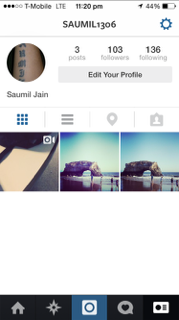 T-Mobile LTE 11:20 pm 44%
SAUMIL1306
3 103 136
posts followers following
Edit Your Profile
Saumil Jain